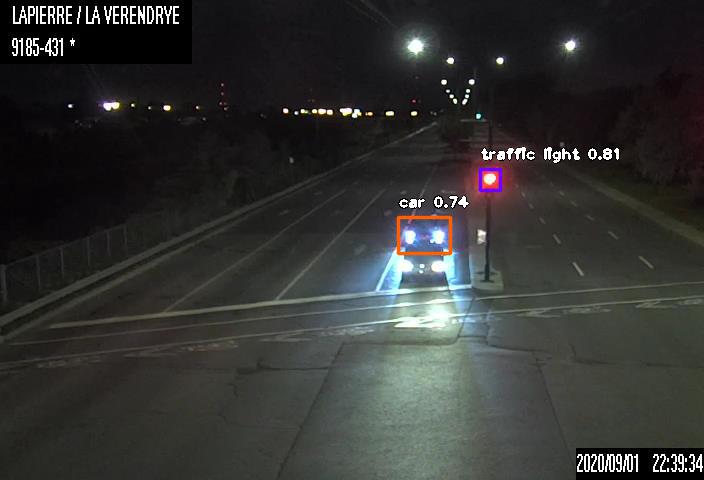 LAPIERRE / LA VERENDRYE
9185-431 *
traffic light 0.81
car 0.74
2020/09/01 22:39:34